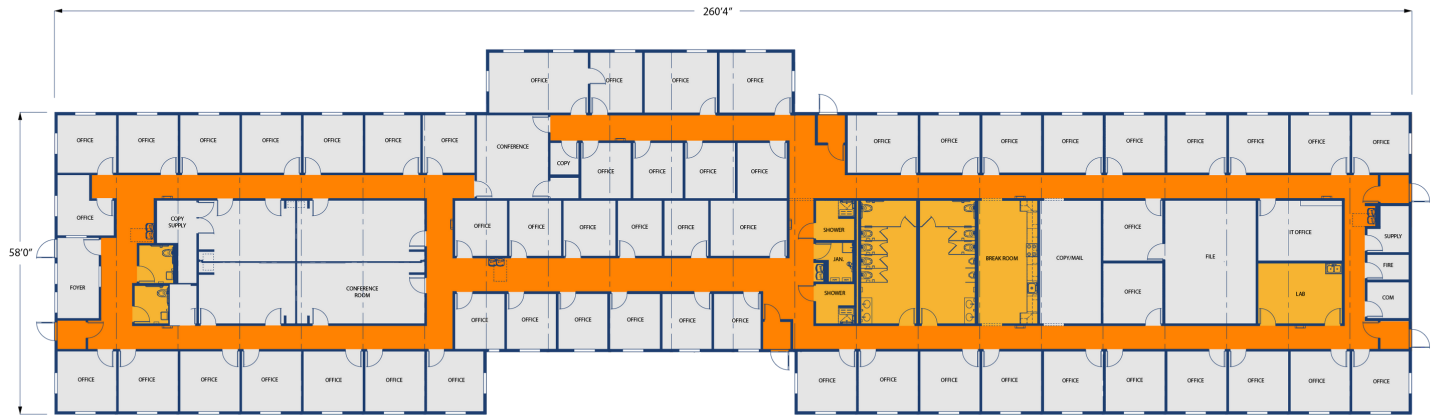 260'4"
OFFICE OFFICE OFFICE OFFICE
OFFICE OFFICE OFFICE OFFICE OFFICE OFFICE OFFICE CONFERENCE OFFICE OFFICE OFFICE OFFICE OFFICE OFFICE OFFICE OFFICE OFFICE
COPY OFFICE OFFICE OFFICE OFFICE
OFFICE
COPY
SUPPLY
OFFICE OFFICE OFFICE OFFICE OFFICE OFFICE
SHOWER
OFFICE
IT OFFICE
SUPPLY
58'0"
FOYER
CONFERENCE
ROOM
JAN.
BREAK ROOM
COPY/MAIL
FILE
FIRE
SHOWER
OFFICE
LAB
COM
OFFICE OFFICE OFFICE OFFICE OFFICE OFFICE
OFFICE OFFICE OFFICE OFFICE OFFICE OFFICE OFFICE
OFFICE OFFICE OFFICE OFFICE OFFICE OFFICE OFFICE OFFICE OFFICE OFFICE